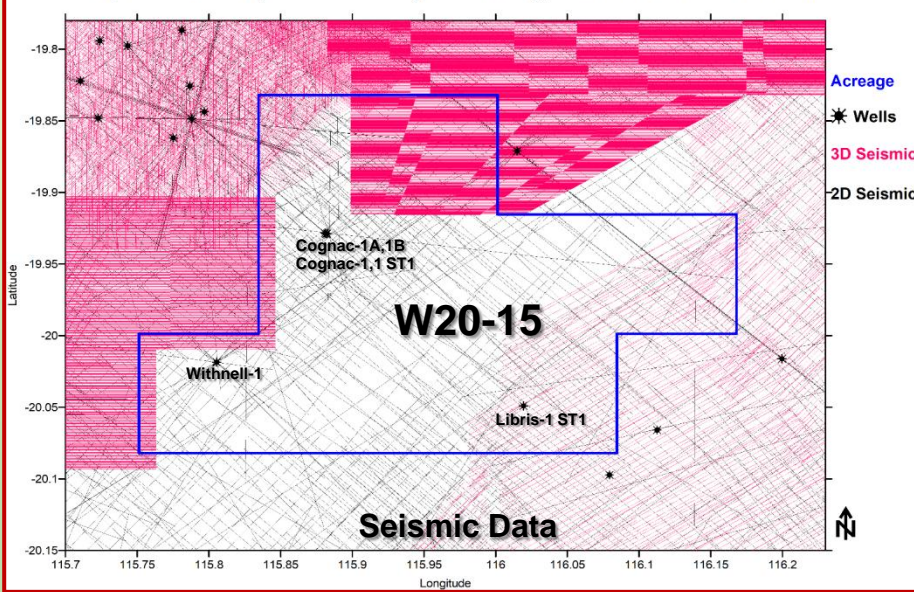 -19.8
-19.85
-19.9
-19.95
-20
-20.05
-20.1
-20.15
Latitude
Acreage
Wells
3D Seismic
2D Seismic
Cognac-1A,1B
Cognac-1,1 ST1
W20-15
Withnell-1
Libris-1 ST1
Seismic Data
N
115.7 115.75 115.8 115.85 115.9 115.95 116 116.05 116.1 116.15 116.2
Longitude